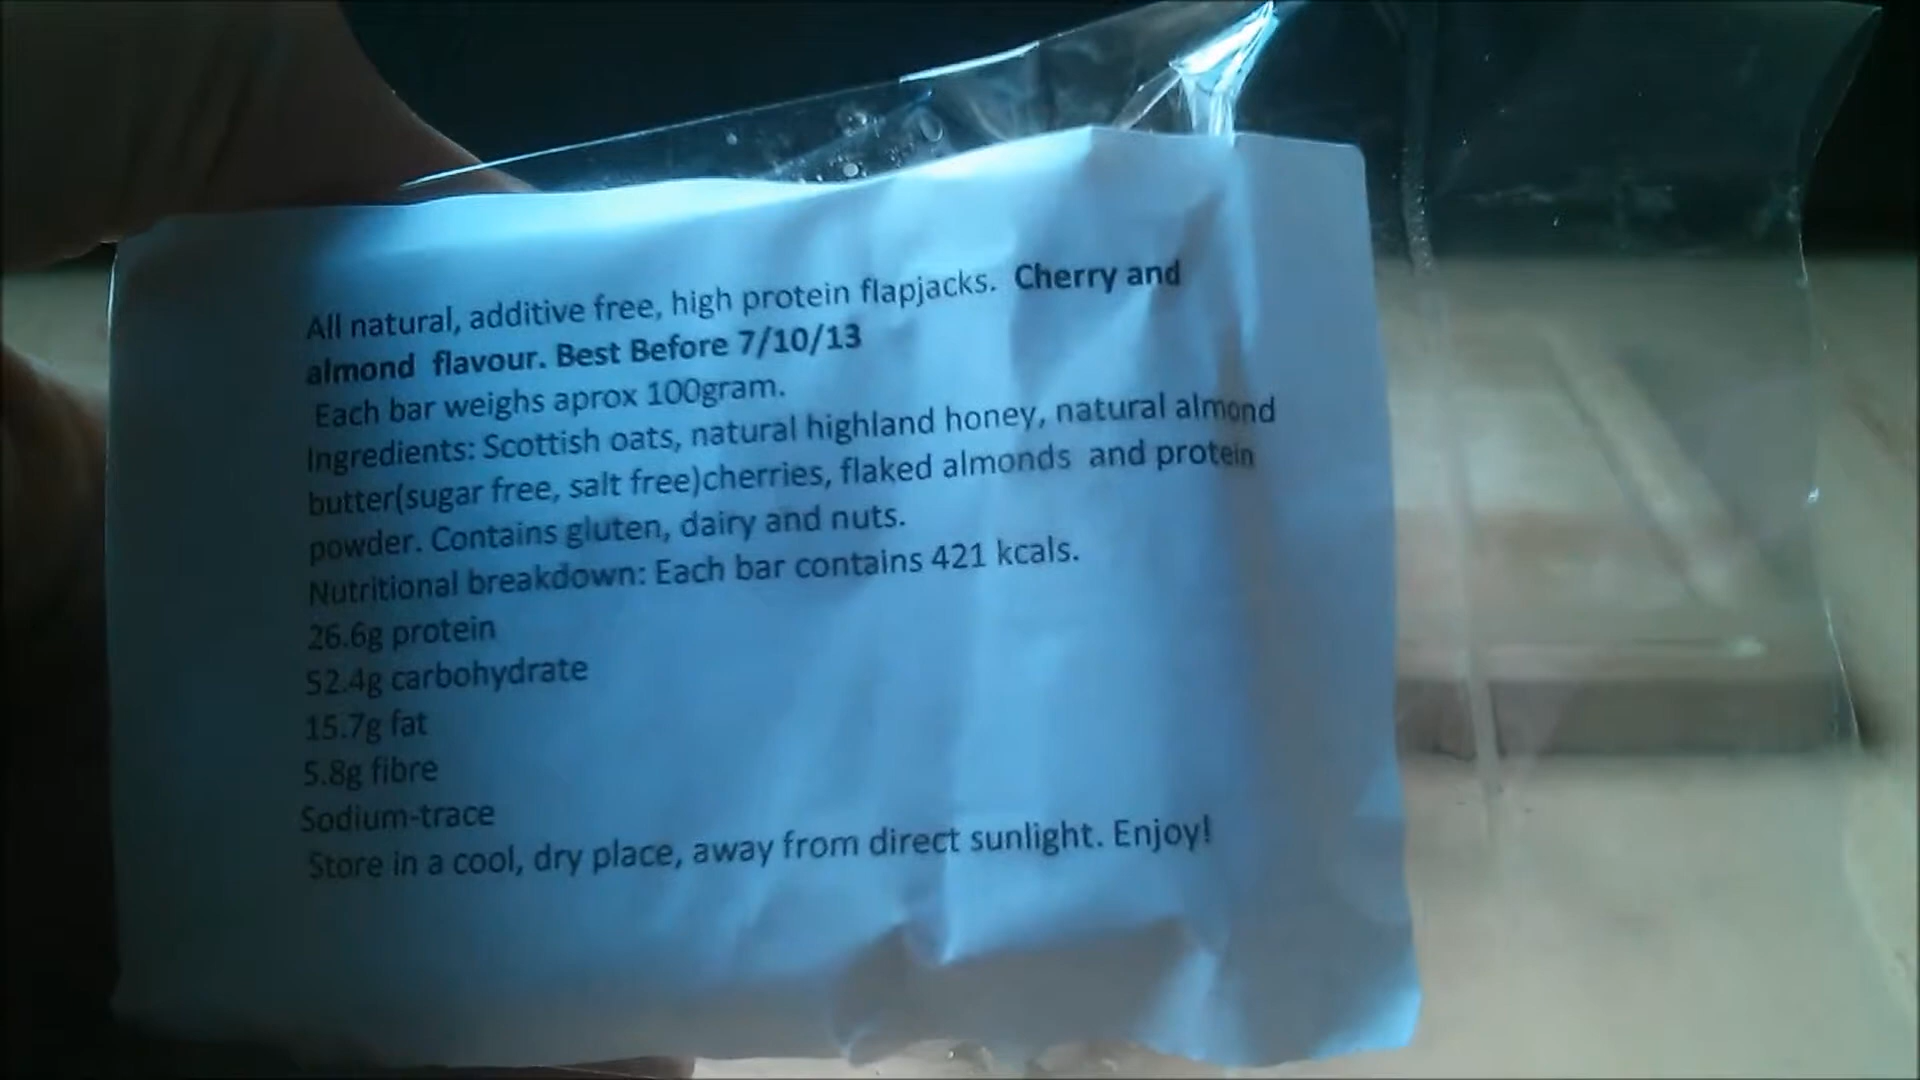 All natural, additive free, high protein flapjacks.  Cherry and
almond  flavour. Best Before 7/10/13
Each bar weighs aprox 100gram.
Ingredients: Scottish oats, natural highland honey, natural almond
butter(sugar free, salt free)cherries, flaked almonds  and protein
powder. Contains gluten, dairy and nuts.
Nutritional breakdown: Each bar contains 421 kcals.
26.6g protein
52.4g carbohydrate
15.7g fat
5.8g fibre
Sodium-trace
Store in a cool, dry place, away from direct sunlight. Enjoy!